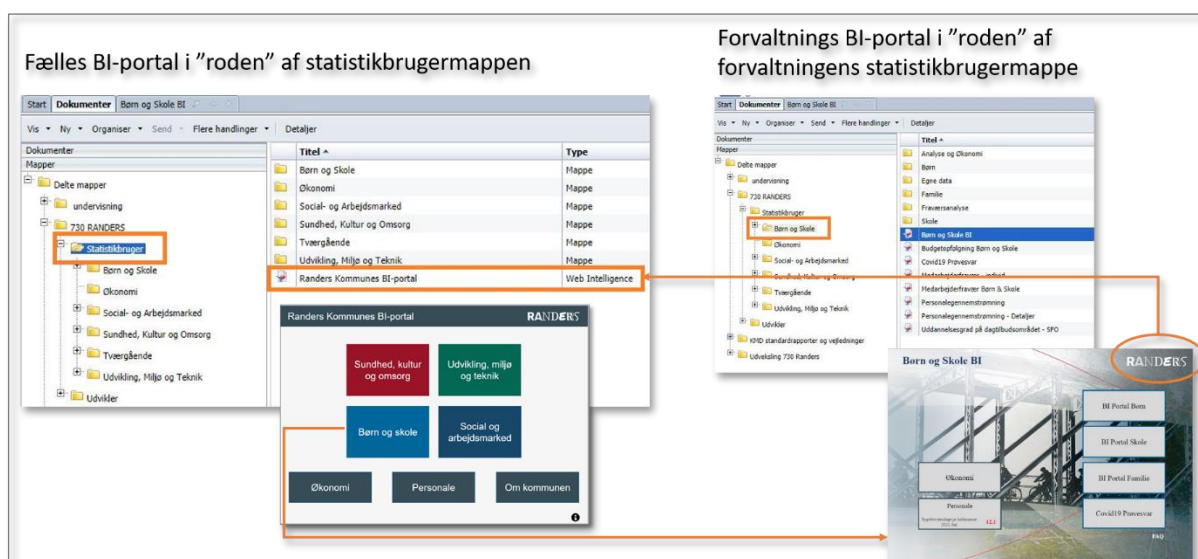 Fælles BI-portal i ”roden” af statistikbrugermappen
Start Dokumenter Børn og Skole BI
Vis Ny Organiser Send Flere handlinger Detaljer
Dokumenter
Mapper
Delte mapper
undervisning
730 RANDERS
Statistikbruger
Børn og Skole
Økonomi
Social- og Arbejdsmarked
Sundhed, Kultur og Omsorg
Tværgående
Udvikling, Miljø og Teknik
Udvikler
Titel Type
Børn og Skole Mappe
Økonomi Mappe
Social- og Arbejdsmarked Mappe
Sundhed, Kultur og Omsorg Mappe
Tværgående Mappe
Udvikling, Miljø og Teknik Mappe
Randers Kommunes BI-portal Web Intelligence
Randers Kommunes BI-portal RANDERS
Sundhed, kultur
og omsorg
Udvikling, miljø
og teknik
Børn og skole
Social og
arbejdsmarked
Økonomi
Personale
Om kommunen
Forvaltnings BI-portal i ”roden” af
forvaltningens statistikbrugermappe
Start Dokumenter Børn og Skole BI
Vis Ny Organiser Send Flere handlinger Detaljer
Dokumenter
Mapper
Delte mapper
undervisning
730 RANDERS
Statistikbruger
Børn og Skole
Økonomi
Social- og Arbejdsmarked
Sundhed, Kultur og Omsorg
Tværgående
Udvikling, Miljø og Teknik
Udvikler
KMD standardrapporter og vejledninger
Udveksling 730 Randers
Titel
Analyse og Økonomi
Børn
Egne data
Familie
Fraværsanalyse
Skole
Børn og Skole BI
Budgetopfølgning Børn og Skole
Covid19 Prøvesvar
Medarbejderfravær - individ
Medarbejderfravær Børn & Skole
Personalegennemstrømning
Personalegennemstrømning - Detaljer
Uddannelsesgrad på dagtilbudsområdet - SFO
Børn og Skole BI RANDERS
BI Portal Børn
BI Portal Skole
Økonomi
BI Portal Familie
Personale
Covid19 Prøvesvar
FAQ